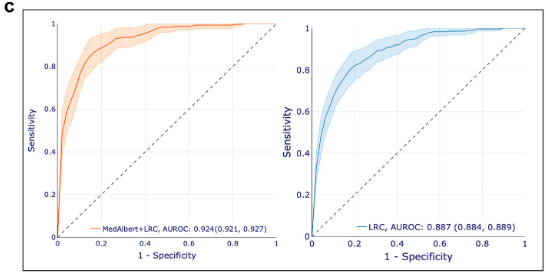 C
1
0.8
0.6
0.4
0.2
0
Sensitivity
0 0.2 0.4 0.6 0.8 1
1 - Specificity
MedAlbert+LRC, AUROC: 0.924(0.921, 0.927)
1
0.8
0.6
0.4
0.2
0
Sensitivity
0 0.2 0.4 0.6 0.8 1
1 - Specificity
LRC, AUROC: 0.887 (0.884, 0.889)